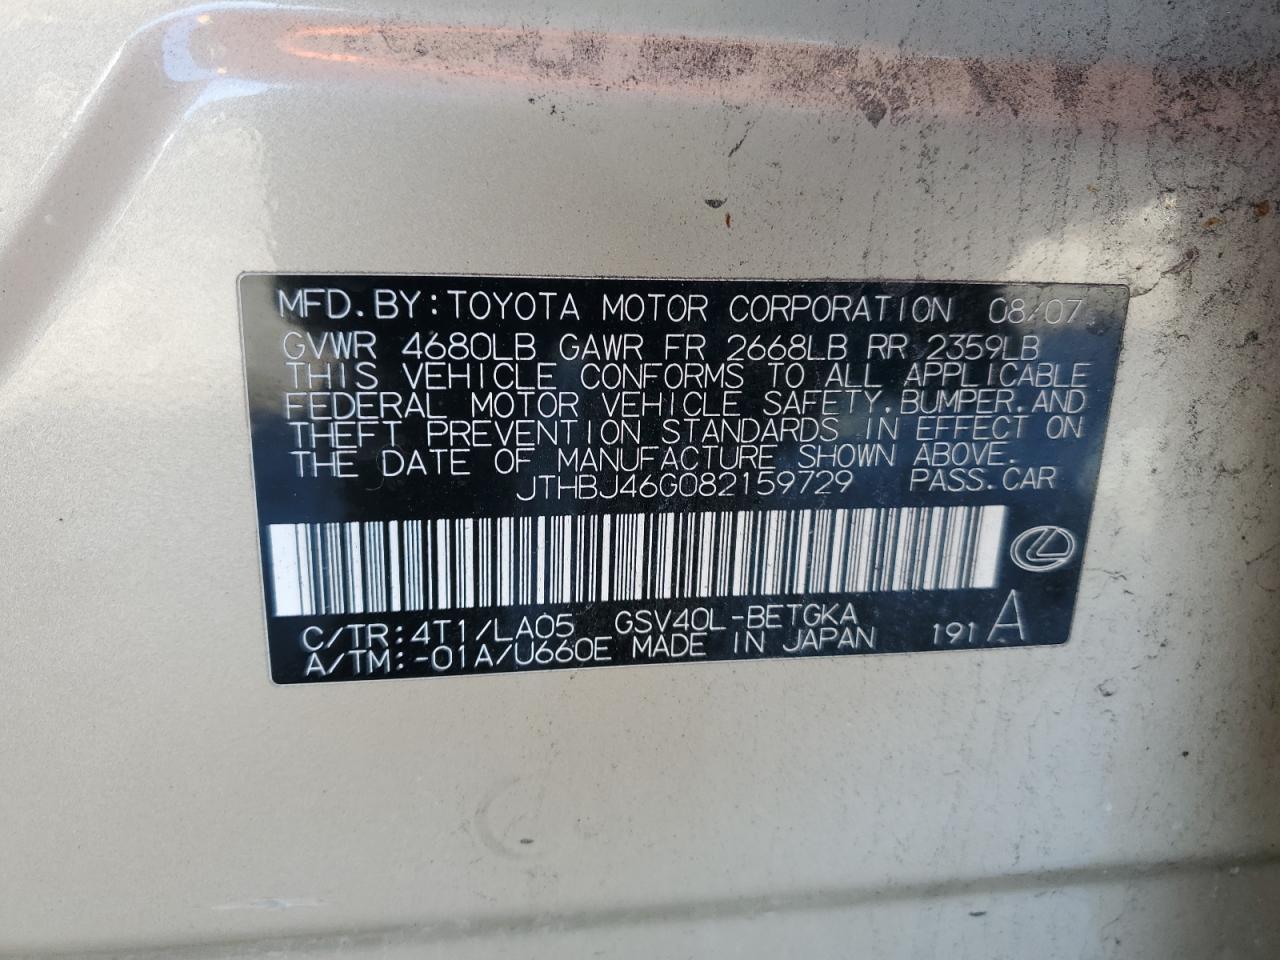 MFD.BY:TOYOTA MOTOR CORPORATION 08/07
GVWR 4680LB GAWR FR 2668LB RR 2359LB
THIS VEHICLE CONFORMS TO ALL APPLICABLE
FEDERAL MOTOR VEHICLE SAFETY,BUMPER,AND
THEFT PREVENTION STANDARDS IN EFFECT ON
THE DATE OF MANUFACTURE SHOWN ABOVE.
JTHBJ46G082159729 PASS.CAR
C/TR:4T1/LA05 GSV40L-BETGKA
A/TM:-01A/U660E MADE IN JAPAN 191 A